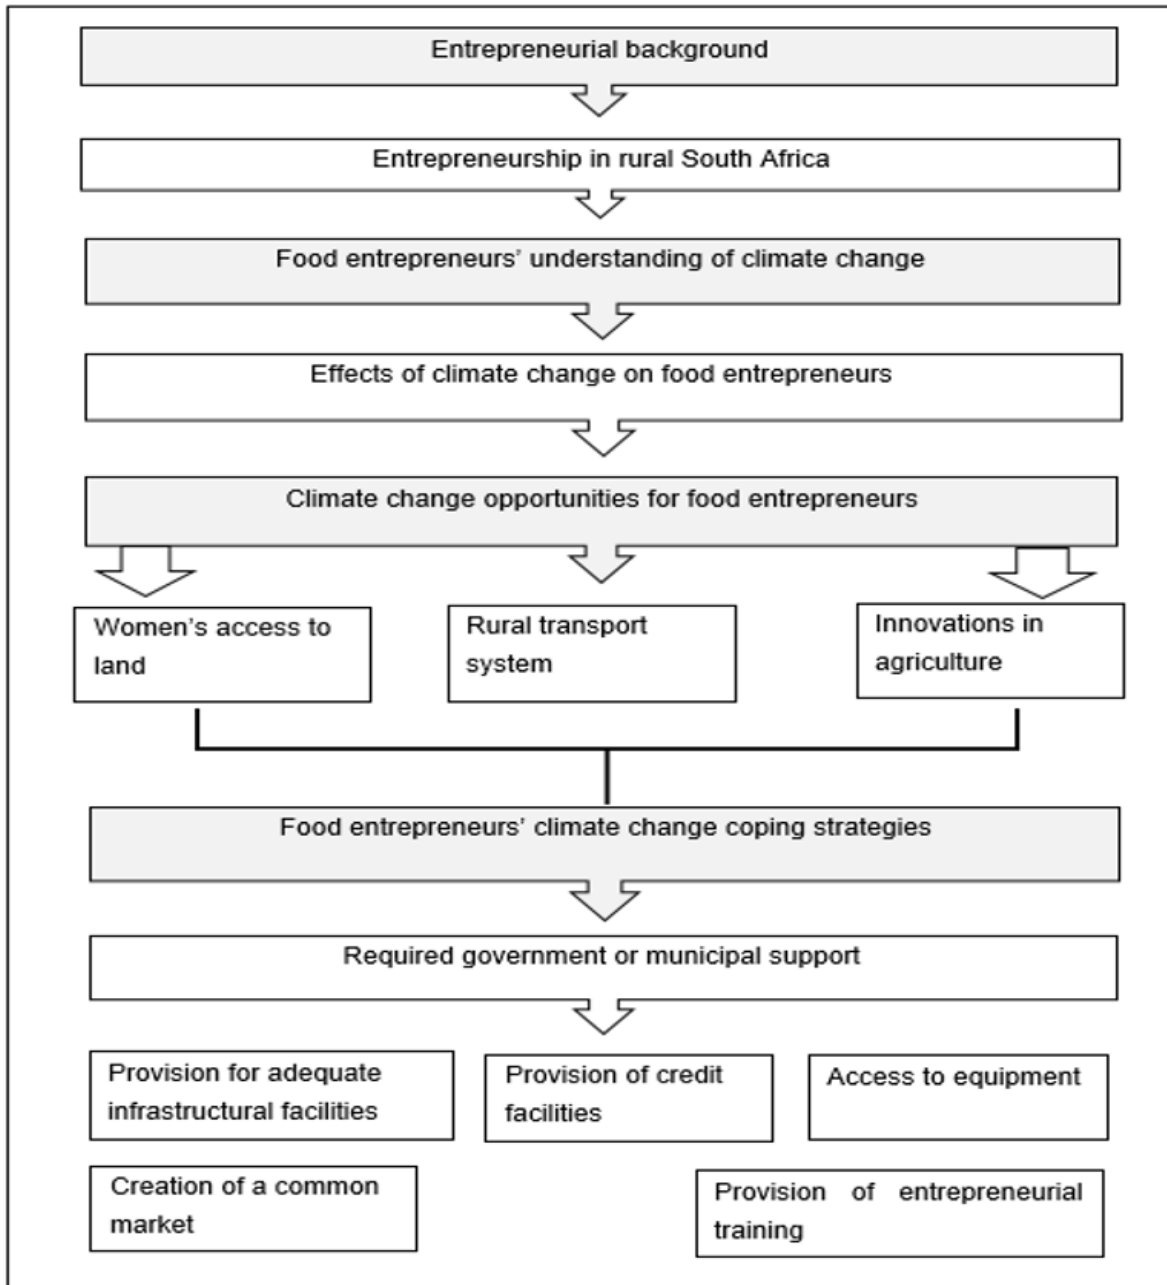 Entrepreneurial background
Entrepreneurship in rural South Africa
Food entrepreneurs’ understanding of climate change
Effects of climate change on food entrepreneurs
Climate change opportunities for food entrepreneurs
Women’s access to
land
Rural transport
system
Innovations in
agriculture
Food entrepreneurs’ climate change coping strategies
Required government or municipal support
Provision for adequate
infrastructural facilities
Provision of credit
facilities
Access to equipment
Creation of a common
market
Provision of entrepreneurial
training